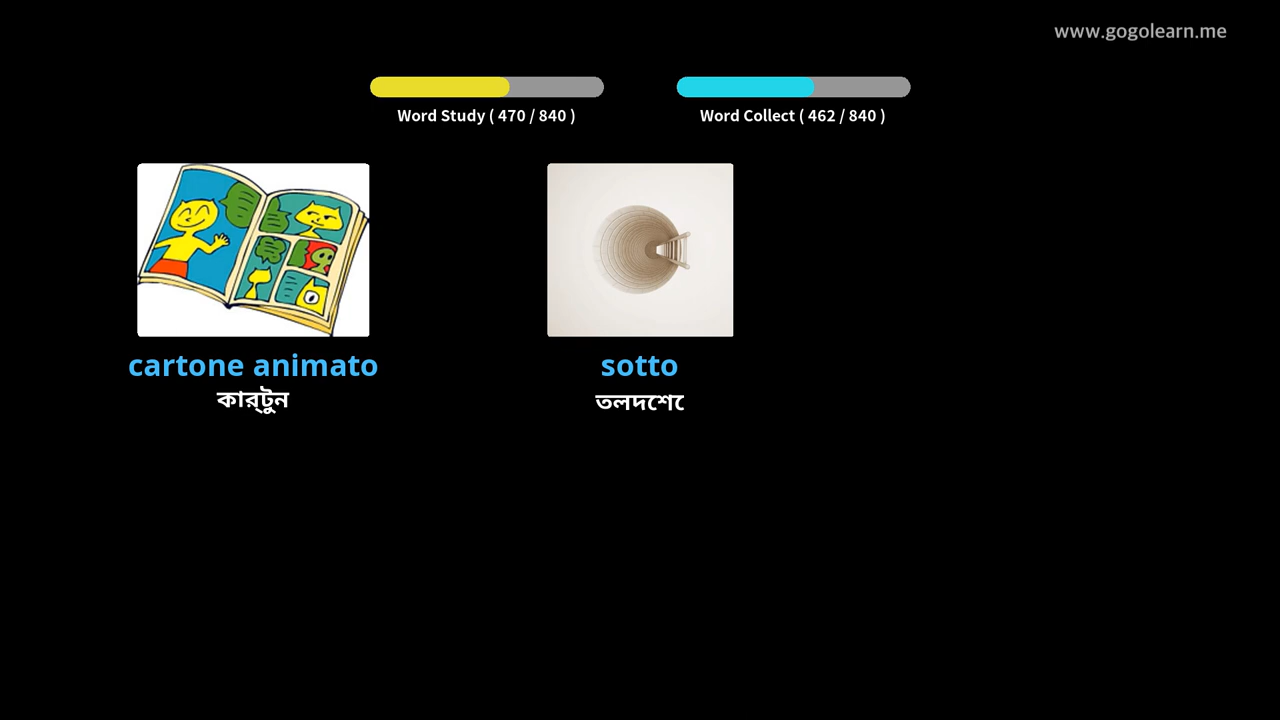 www.gogolearn.me
Word Study ( 470 / 840 )
Word Collect ( 462 / 840 )
cartone animato
কার্টুন
sotto
তলদেশে